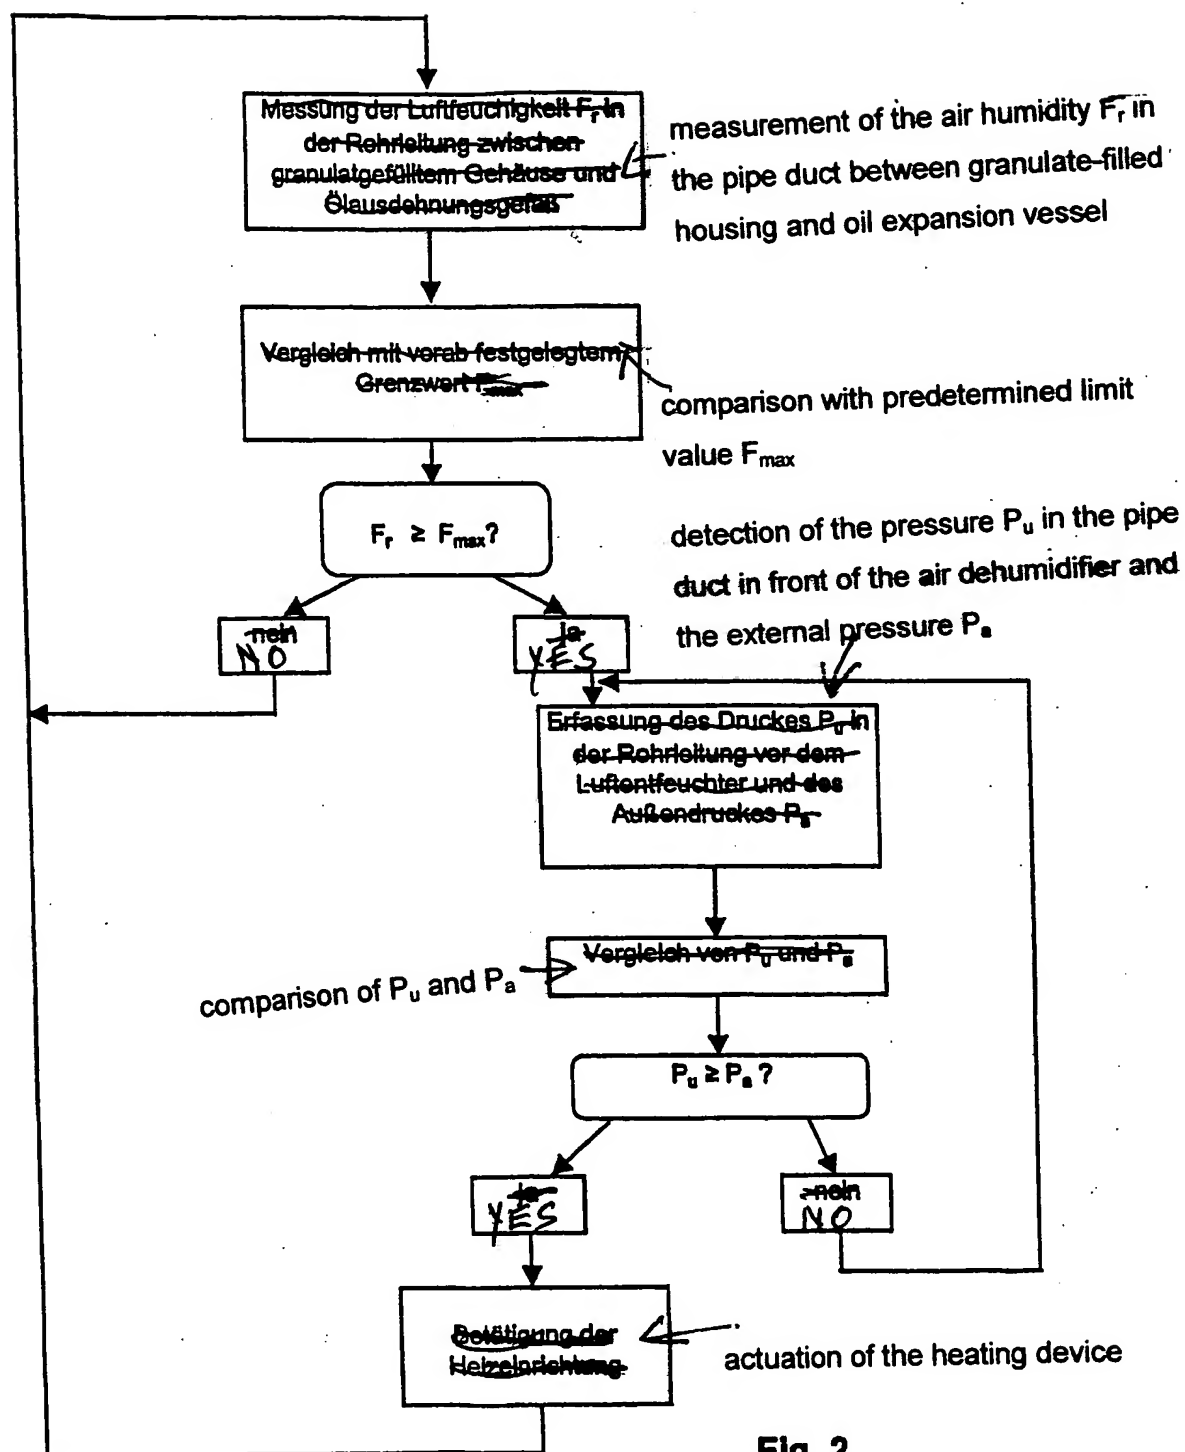 Messung der Luftfeuchigkeit Fr in
der Rohrleitung zwischen
granulatgefülltem Gehäuse und
Ölausdehnungsgefäß
measurement of the air humidity Fr in
the pipe duct between granulate-filled
housing and oil expansion vessel
Vergleich mit vorab festgelegtem
Grenzwert Fmax
comparison with predetermined limit
value Fmax
Fr ≥ Fmax?
detection of the pressure Pu in the pipe
duct in front of the air dehumidifier and
the external pressure Pa
nein
NO
ja
YES
Erfassung des Druckes Pu in
der Rohrleitung vor dem
Luftentfeuchter und des
Außendruckes Pa
Vergleich von Pu und Pa
comparison of Pu and Pa
Pu ≥ Pa ?
ja
YES
nein
NO
Betätigung der
Heizeinrichtung
actuation of the heating device
Fig. 2